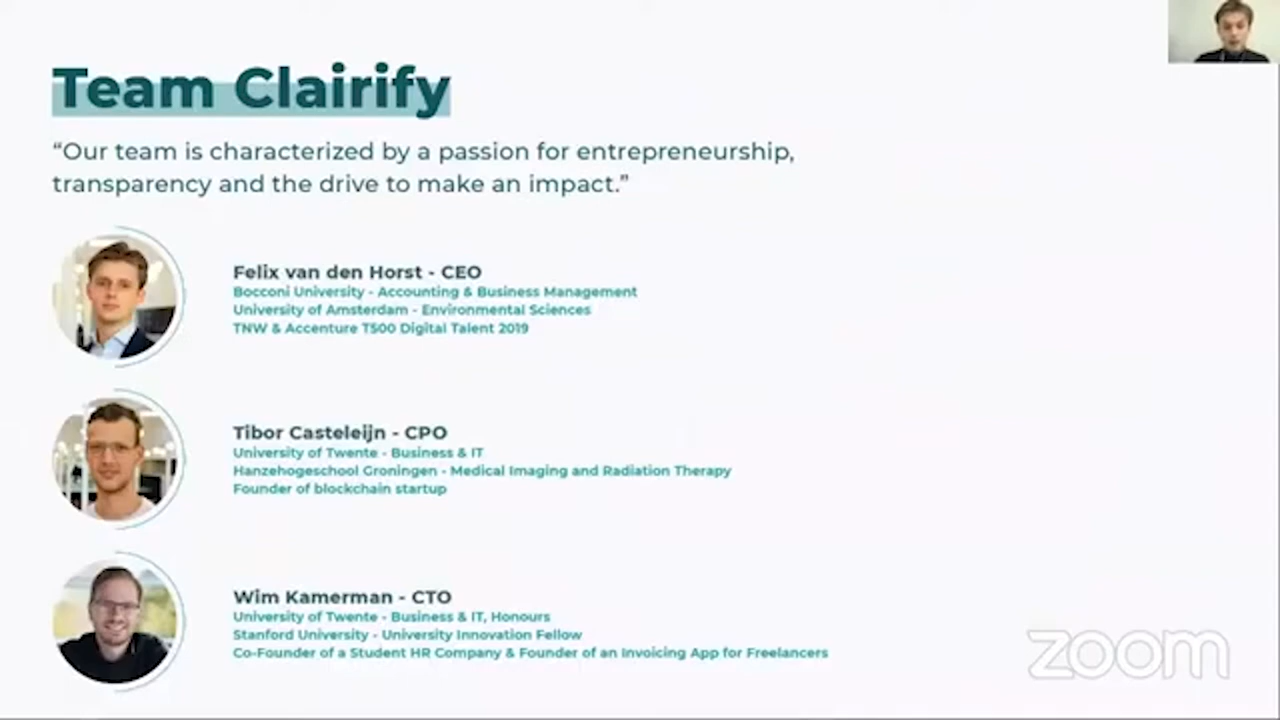 Team Clairify
“Our team is characterized by a passion for entrepreneurship,
transparency and the drive to make an impact.”
Felix van den Horst - CEO
Bocconi University - Accounting & Business Management
University of Amsterdam - Environmental Sciences
TNW & Accenture T500 Digital Talent 2019
Tibor Casteleijn - CPO
University of Twente - Business & IT
Hanzehogeschool Groningen - Medical Imaging and Radiation Therapy
Founder of blockchain startup
Wim Kamerman - CTO
University of Twente - Business & IT, Honours
Stanford University - University Innovation Fellow
Co-Founder of a Student HR Company & Founder of an Invoicing App for Freelancers
zoom